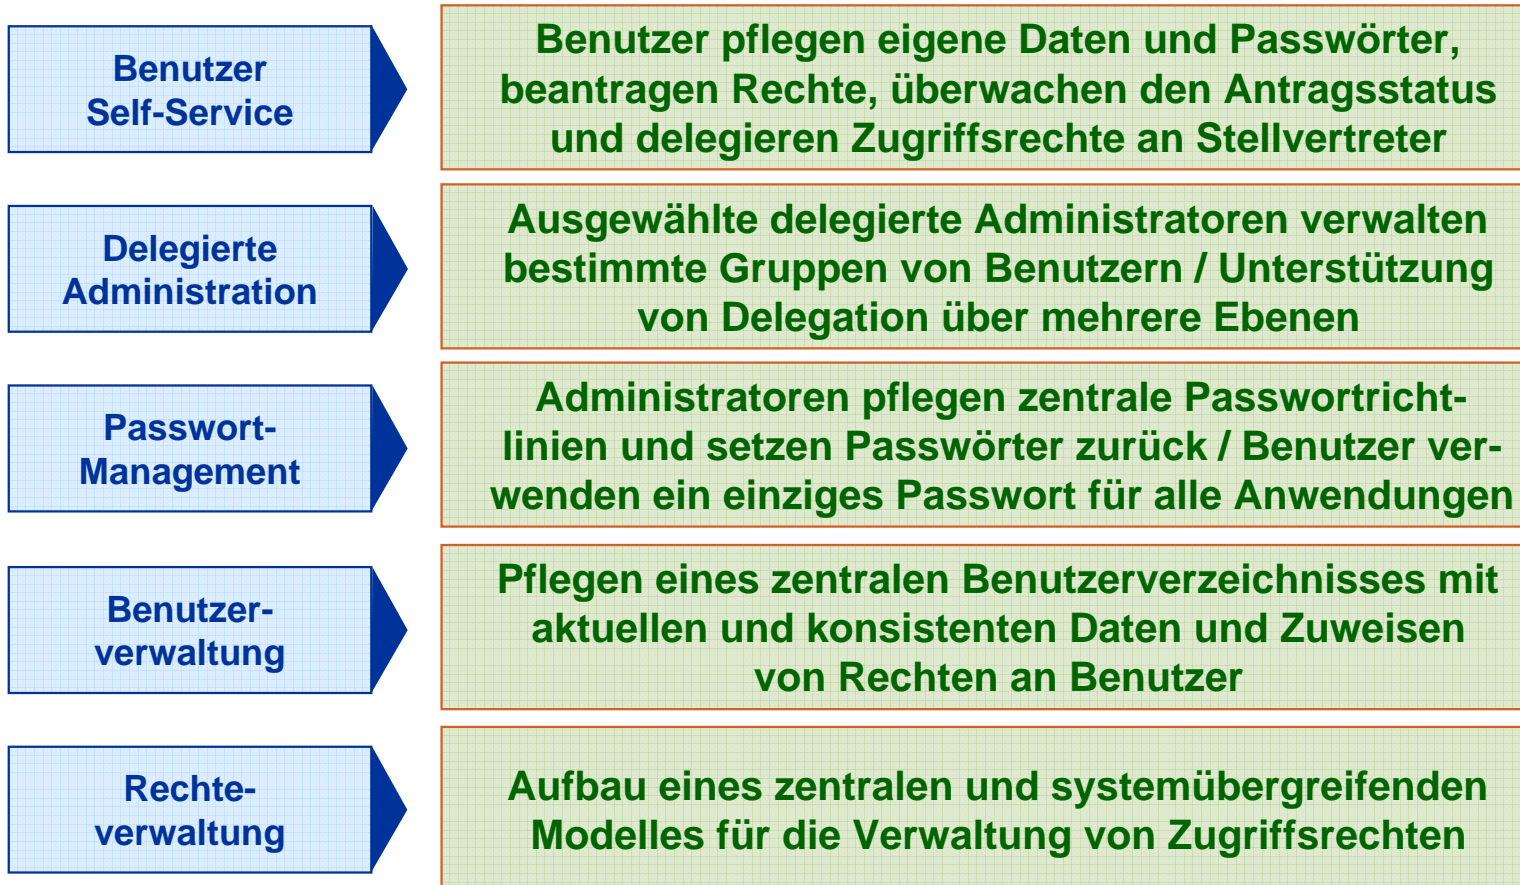 Benutzer
Self-Service
Benutzer pflegen eigene Daten und Passwörter,
beantragen Rechte, überwachen den Antragsstatus
und delegieren Zugriffsrechte an Stellvertreter
Delegierte
Administration
Ausgewählte delegierte Administratoren verwalten
bestimmte Gruppen von Benutzern / Unterstützung
von Delegation über mehrere Ebenen
Passwort-
Management
Administratoren pflegen zentrale Passwortricht-
linien und setzen Passwörter zurück / Benutzer ver-
wenden ein einziges Passwort für alle Anwendungen
Benutzer-
verwaltung
Pflegen eines zentralen Benutzerverzeichnisses mit
aktuellen und konsistenten Daten und Zuweisen
von Rechten an Benutzer
Rechte-
verwaltung
Aufbau eines zentralen und systemübergreifenden
Modelles für die Verwaltung von Zugriffsrechten